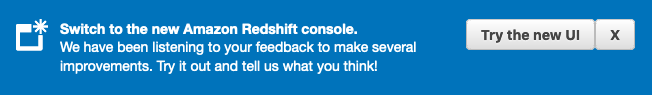 Switch to the new Amazon Redshift console.
We have been listening to your feedback to make several
improvements. Try it out and tell us what you think!
Try the new UI
X